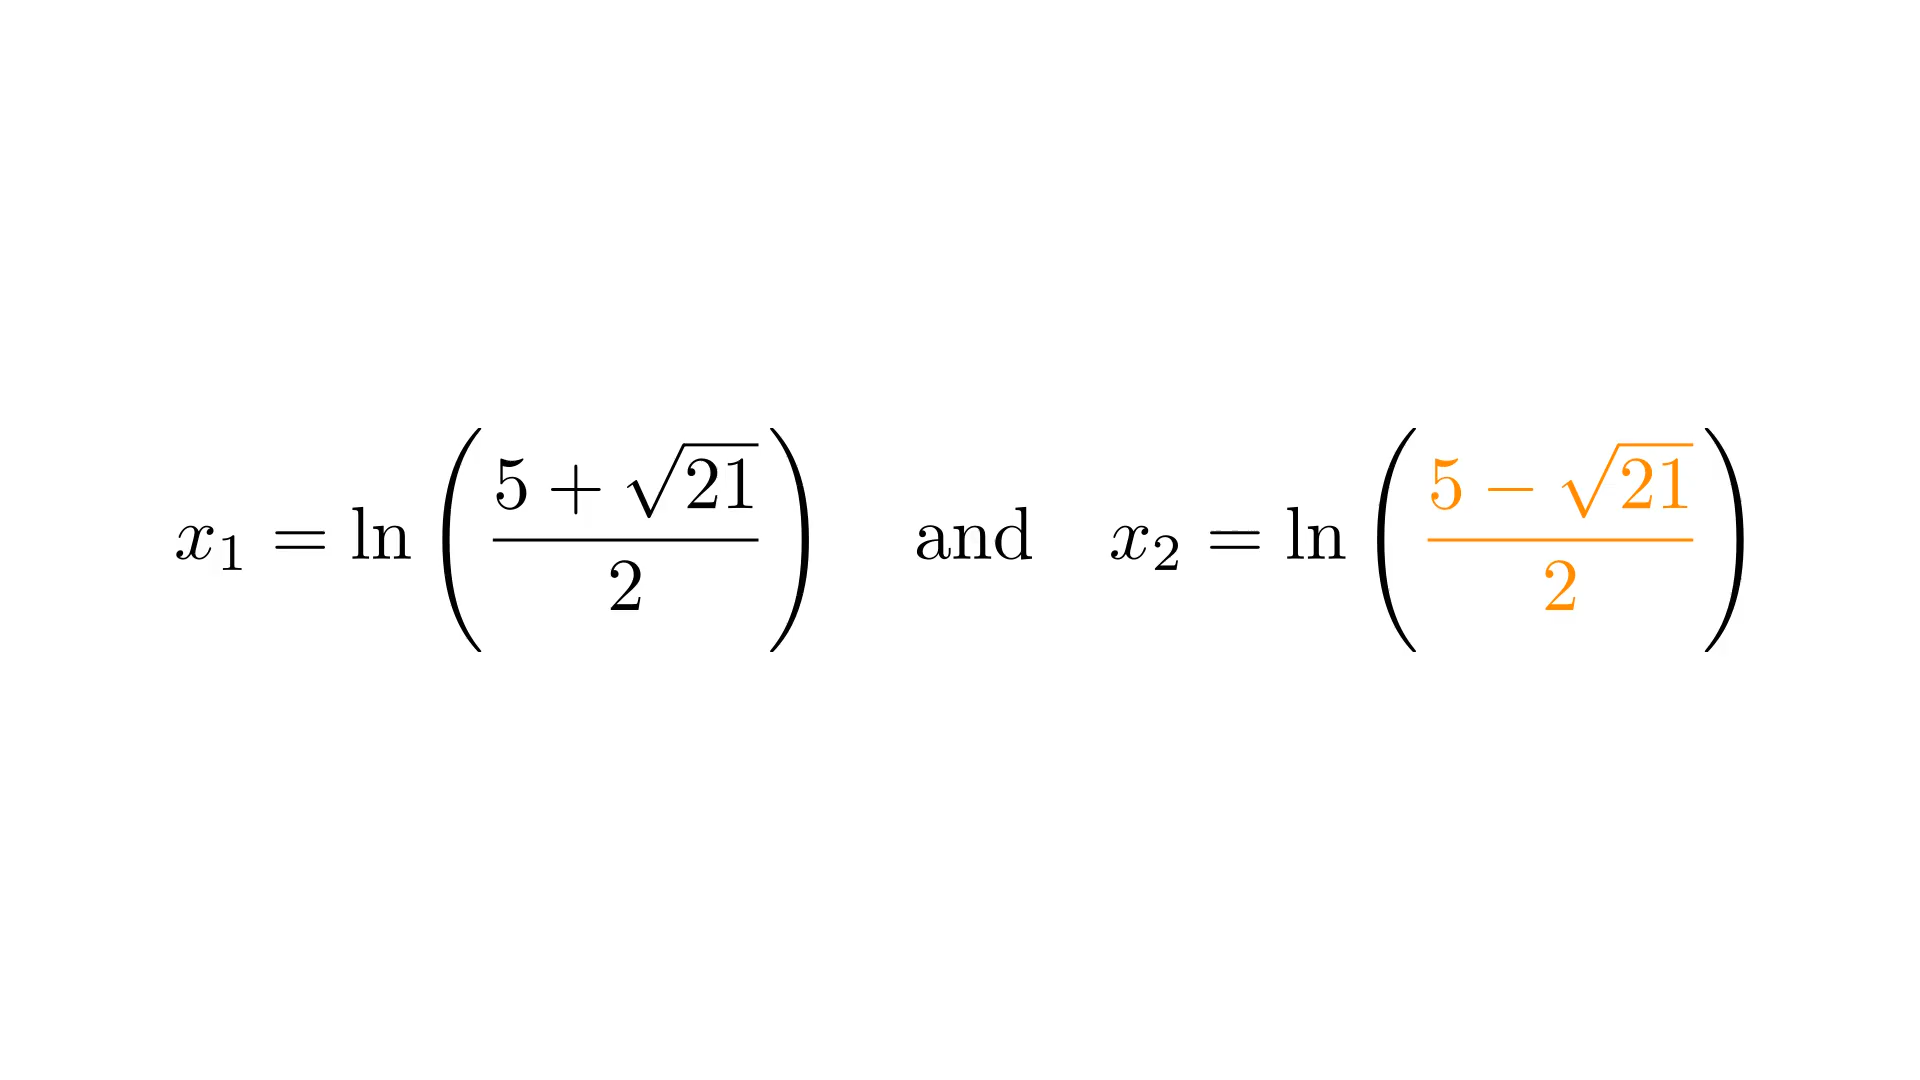 x₁ = ln((5 + √21)/2) and x₂ = ln((5 − √21)/2)